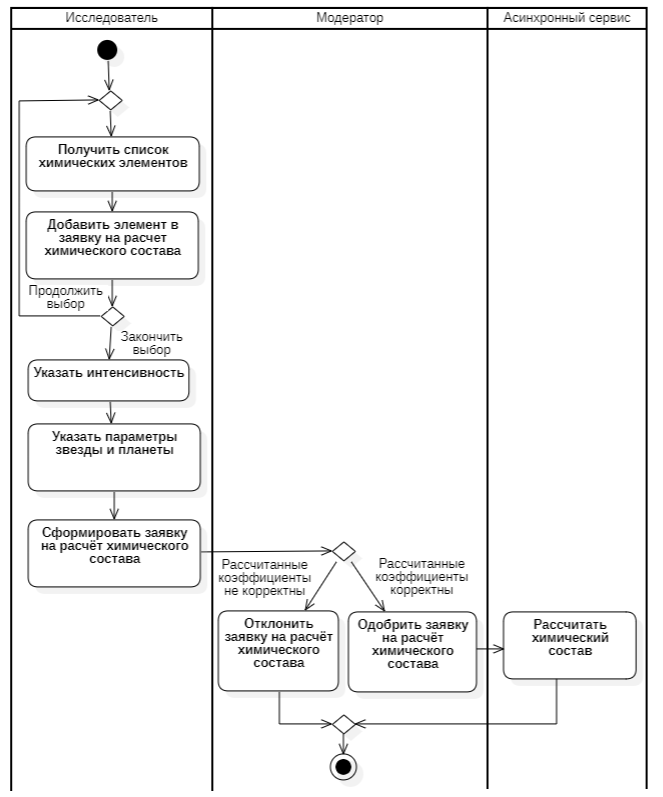 Исследователь
Модератор
Асинхронный сервис
Получить список
химических элементов
Добавить элемент в
заявку на расчет
химического состава
Продолжить
выбор
Закончить
выбор
Указать интенсивность
Указать параметры
звезды и планеты
Сформировать заявку
на расчёт химического
состава
Рассчитанные
коэффициенты
не корректны
Рассчитанные
коэффициенты
корректны
Отклонить
заявку на расчёт
химического
состава
Одобрить заявку
на расчёт
химического
состава
Рассчитать
химический
состав